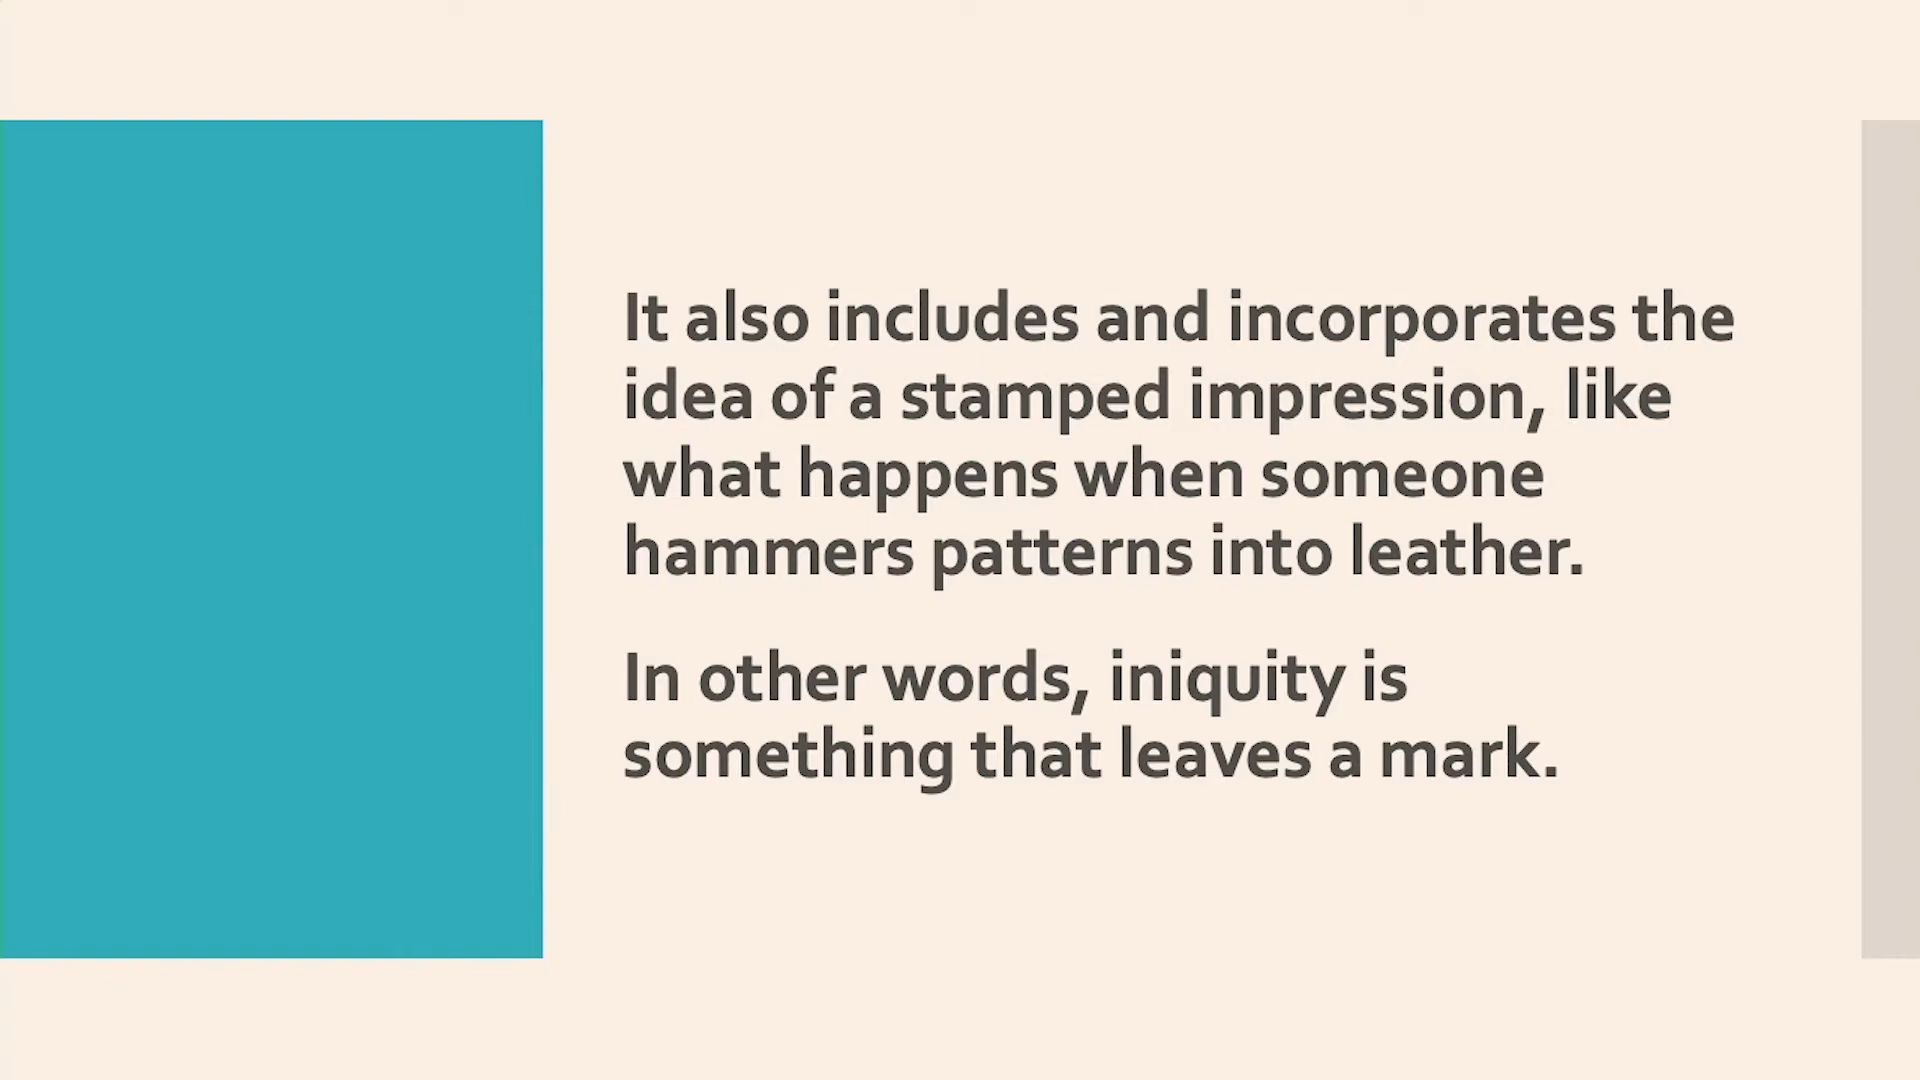 It also includes and incorporates the
idea of a stamped impression, like
what happens when someone
hammers patterns into leather.
In other words, iniquity is
something that leaves a mark.